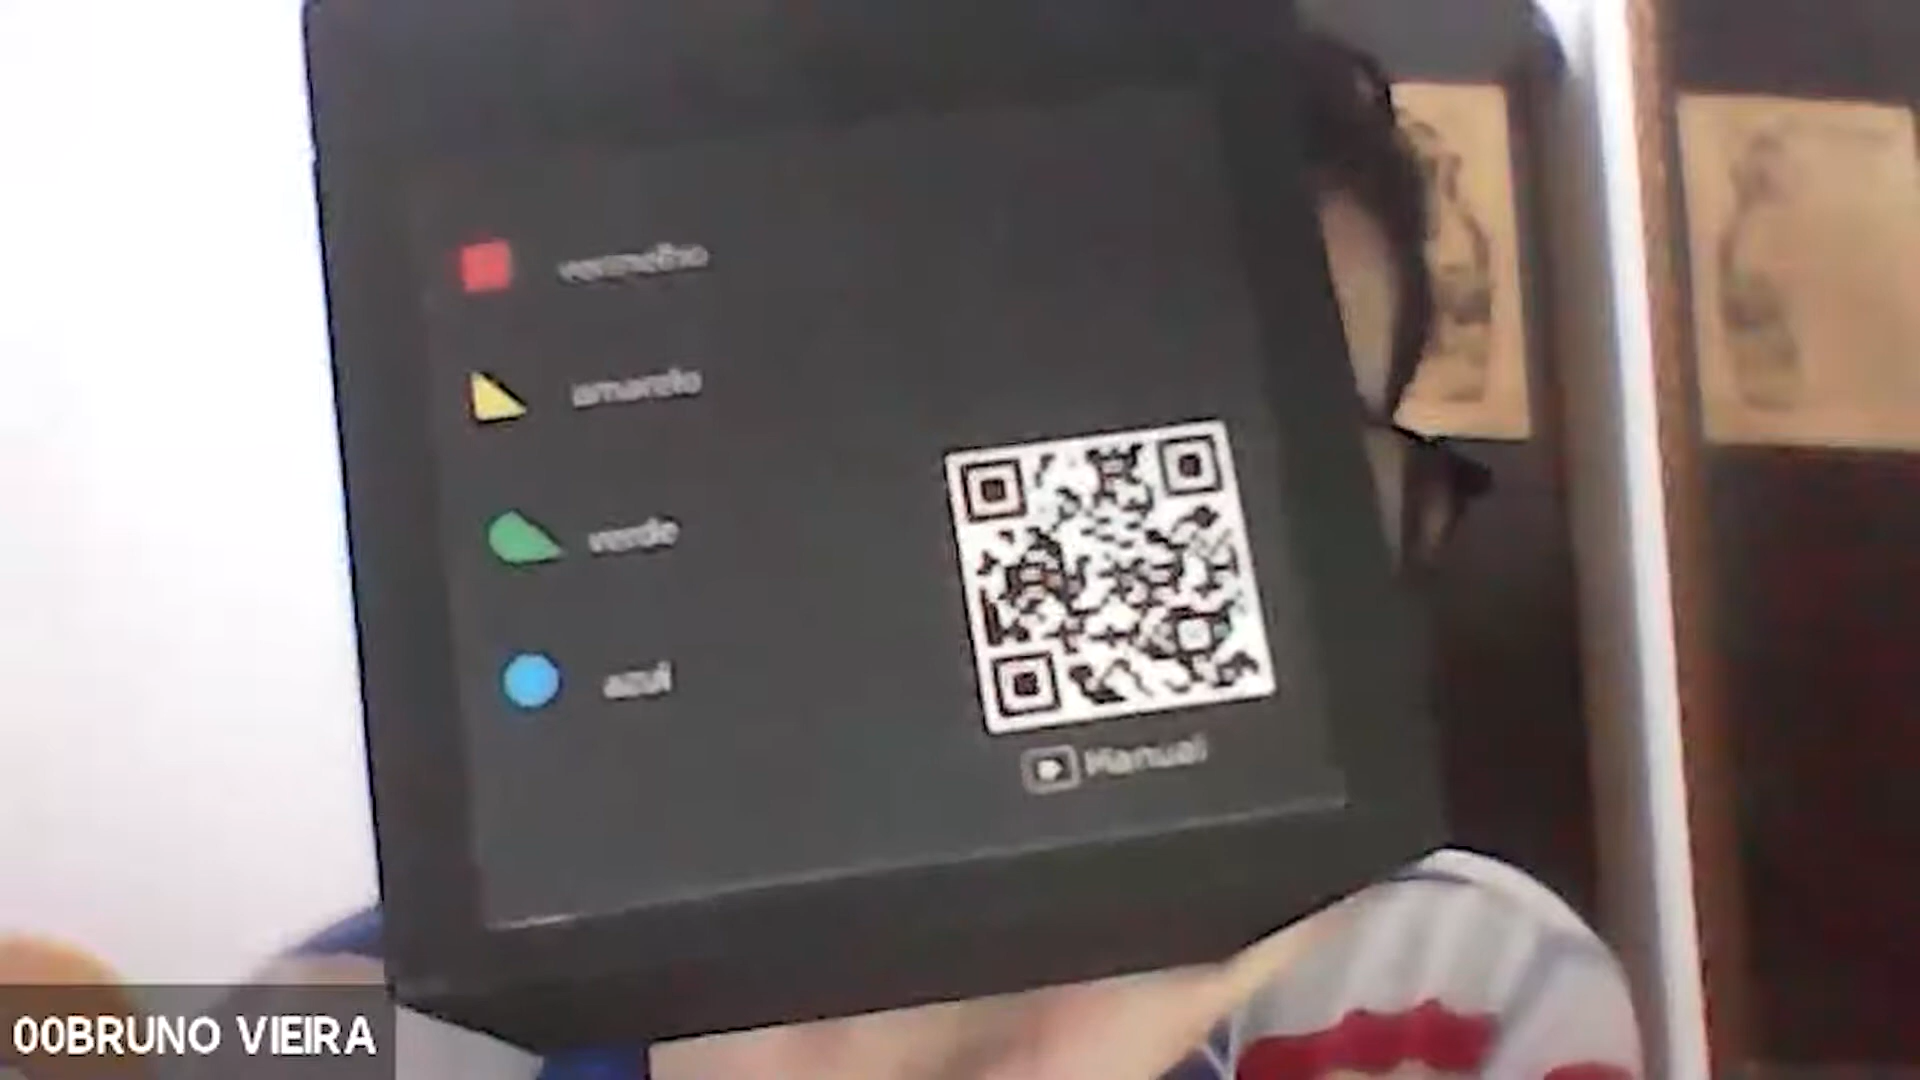 vermelho
amarelo
verde
azul
Manual
00BRUNO VIEIRA